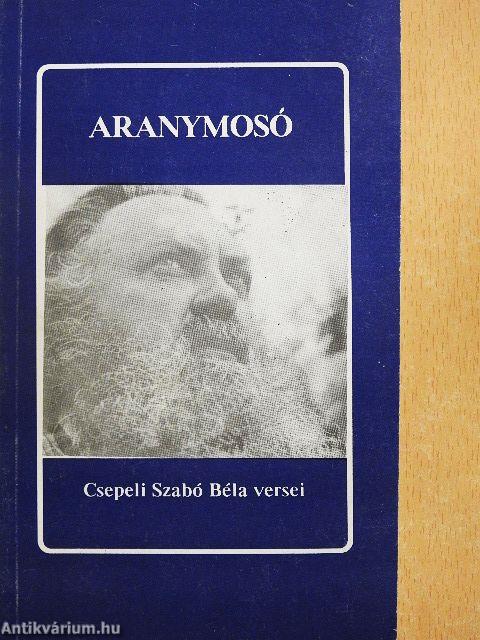 ARANYMOSÓ
Csepeli Szabó Béla versei
Antikvárium.hu